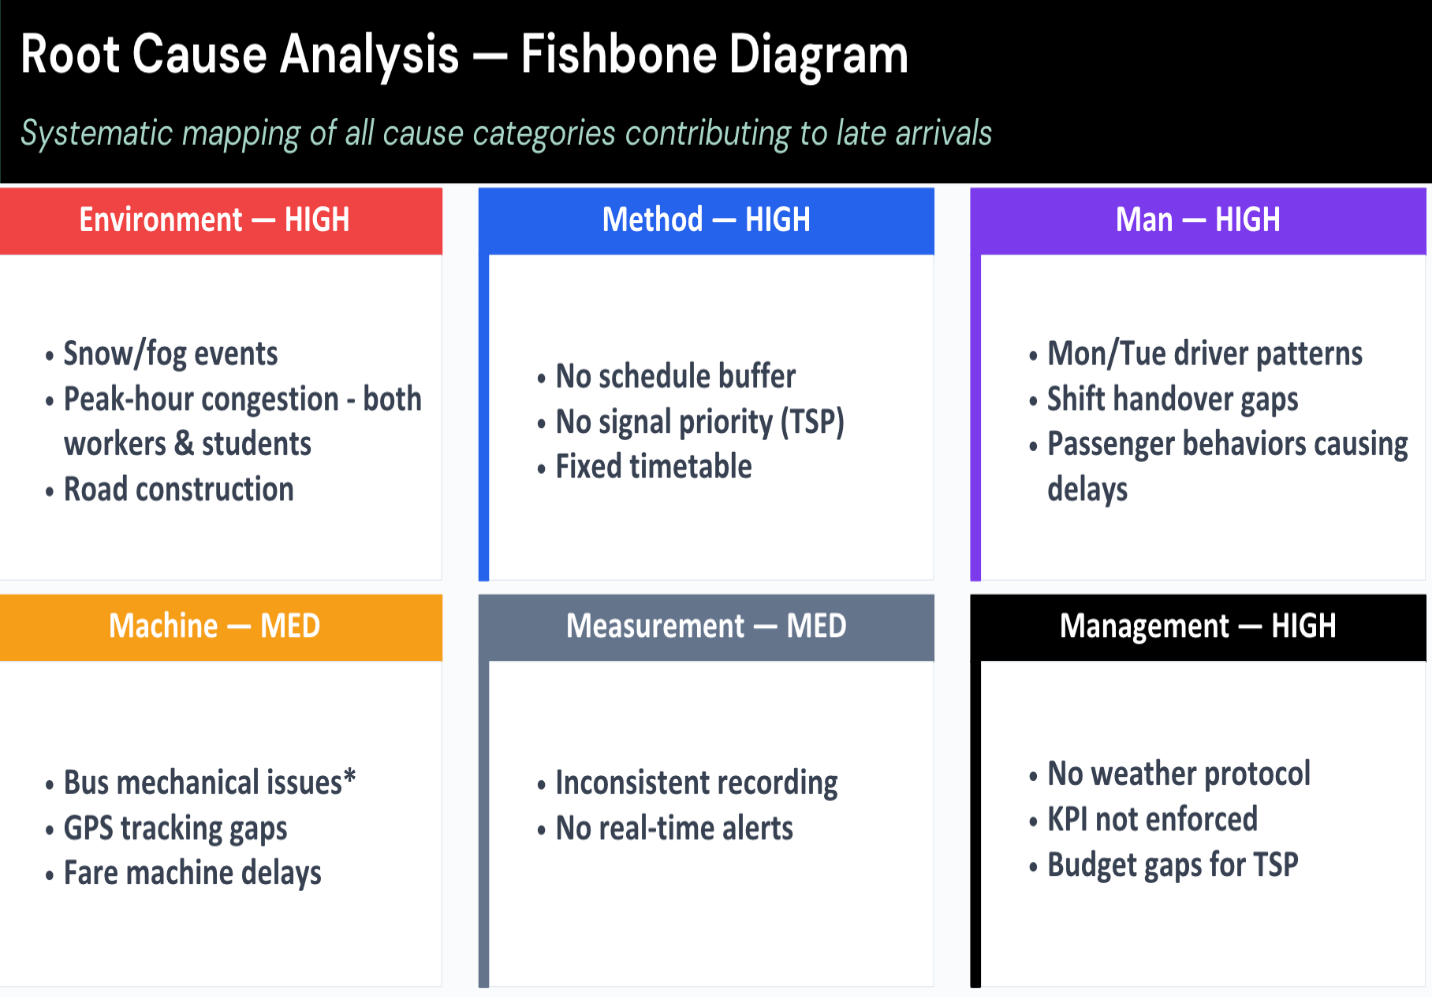 Root Cause Analysis — Fishbone Diagram
Systematic mapping of all cause categories contributing to late arrivals
Environment — HIGH
• Snow/fog events
• Peak-hour congestion - both
workers & students
• Road construction
Method — HIGH
• No schedule buffer
• No signal priority (TSP)
• Fixed timetable
Man — HIGH
• Mon/Tue driver patterns
• Shift handover gaps
• Passenger behaviors causing
delays
Machine — MED
• Bus mechanical issues*
• GPS tracking gaps
• Fare machine delays
Measurement — MED
• Inconsistent recording
• No real-time alerts
Management — HIGH
• No weather protocol
• KPI not enforced
• Budget gaps for TSP